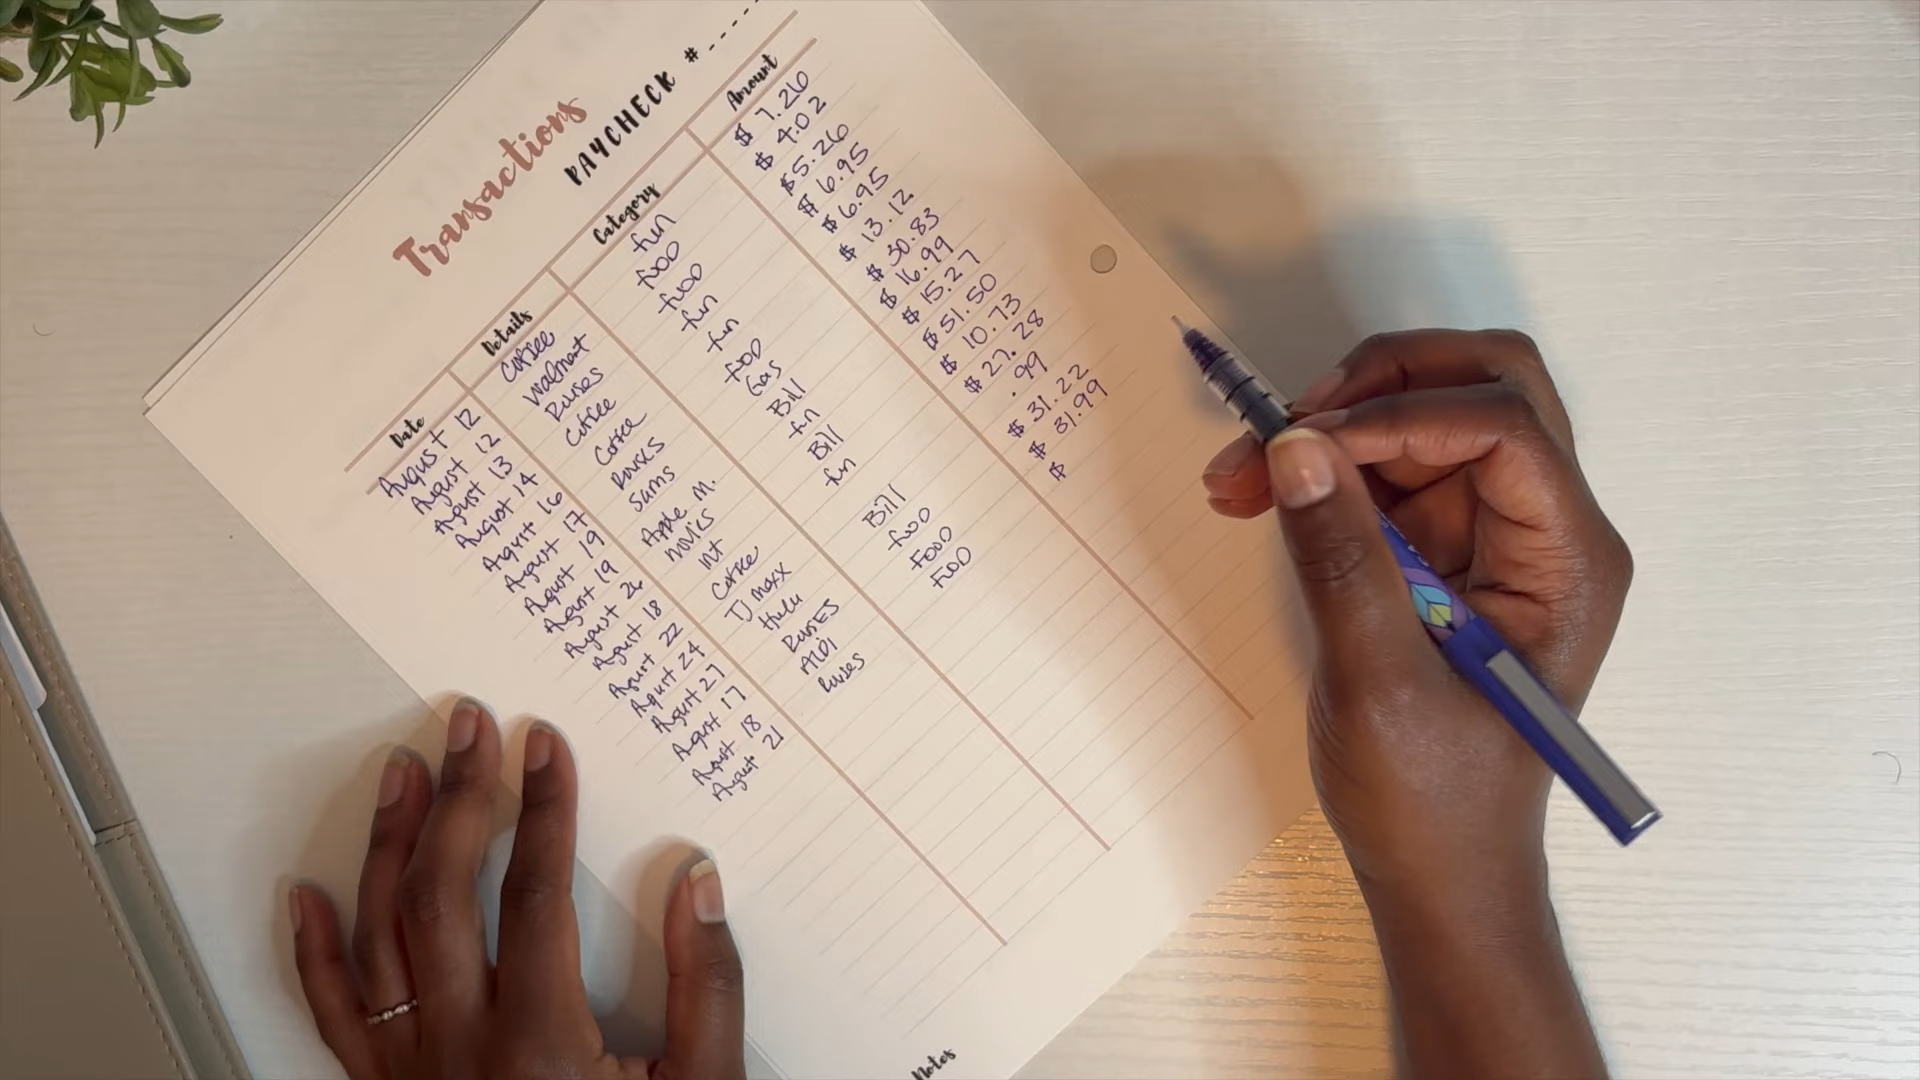 Transactions
PAYCHECK #
Date Details Category Amount
August 12 Coffee fun $ 7.26
August 12 Walmart food $ 4.02
August 13 Ruses food $5.26
August 14 Coffee fun $ 6.95
August 16 Coffee fun $6.95
August 17 Ruses food $ 13.12
August 19 Sams Gas $ 30.83
August 19 Apple M. Bill $ 16.99
August 26 Movies fun $ 15.27
August 18 Int Bill $51.50
August 22 Coffee fun $ 10.73
August 24 TJ maxx $27.28
August 27 Hulu Bill .99
August 17 Ruses food $ 31.22
August 18 Aldi Food $ 31.99
August 21 Ruses Food $
Notes